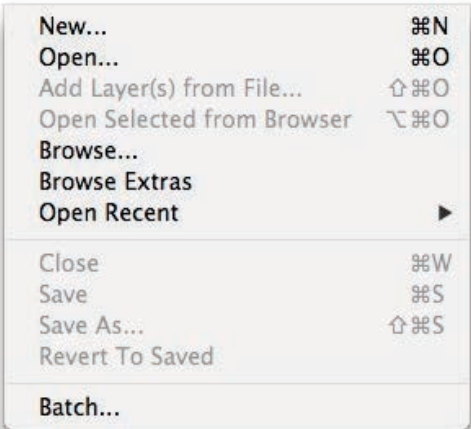 New... ⌘N
Open... ⌘O
Add Layer(s) from File... ⇧⌘O
Open Selected from Browser ⌥⌘O
Browse...
Browse Extras
Open Recent ▶
Close ⌘W
Save ⌘S
Save As... ⇧⌘S
Revert To Saved
Batch...